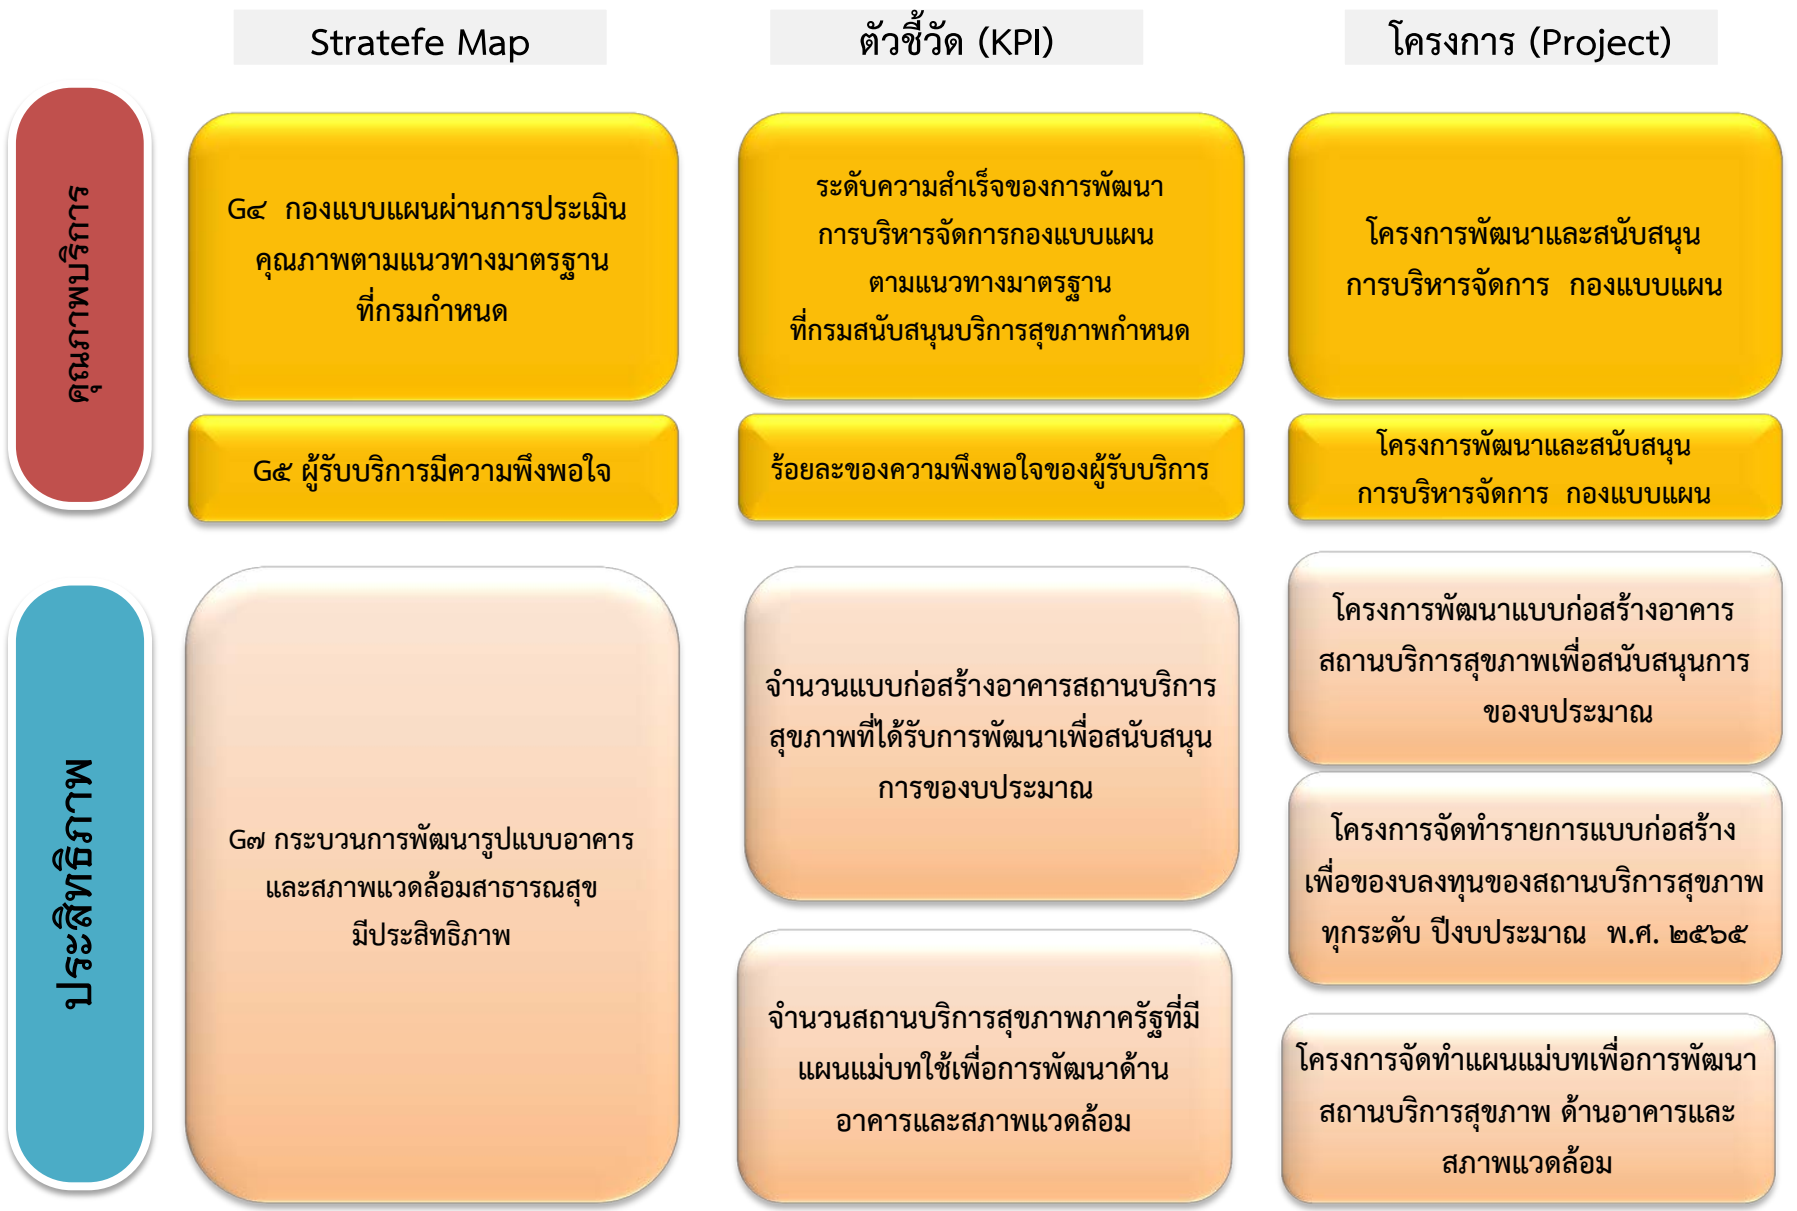 Stratefe Map
ตัวชี้วัด (KPI)
โครงการ (Project)
คุณภาพบริการ
G๔  กองแบบแผนผ่านการประเมิน
คุณภาพตามแนวทางมาตรฐาน
ที่กรมกำหนด
ระดับความสำเร็จของการพัฒนา
การบริหารจัดการกองแบบแผน
ตามแนวทางมาตรฐาน
ที่กรมสนับสนุนบริการสุขภาพกำหนด
โครงการพัฒนาและสนับสนุน
การบริหารจัดการ  กองแบบแผน
G๕ ผู้รับบริการมีความพึงพอใจ
ร้อยละของความพึงพอใจของผู้รับบริการ
โครงการพัฒนาและสนับสนุน
การบริหารจัดการ  กองแบบแผน
ประสิทธิภาพ
G๗ กระบวนการพัฒนารูปแบบอาคาร
และสภาพแวดล้อมสาธารณสุข
มีประสิทธิภาพ
จำนวนแบบก่อสร้างอาคารสถานบริการ
สุขภาพที่ได้รับการพัฒนาเพื่อสนับสนุน
การของบประมาณ
จำนวนสถานบริการสุขภาพภาครัฐที่มี
แผนแม่บทใช้เพื่อการพัฒนาด้าน
อาคารและสภาพแวดล้อม
โครงการพัฒนาแบบก่อสร้างอาคาร
สถานบริการสุขภาพเพื่อสนับสนุนการ
ของบประมาณ
โครงการจัดทำรายการแบบก่อสร้าง
เพื่อของบลงทุนของสถานบริการสุขภาพ
ทุกระดับ ปีงบประมาณ  พ.ศ. ๒๕๖๕
โครงการจัดทำแผนแม่บทเพื่อการพัฒนา
สถานบริการสุขภาพ ด้านอาคารและ
สภาพแวดล้อม